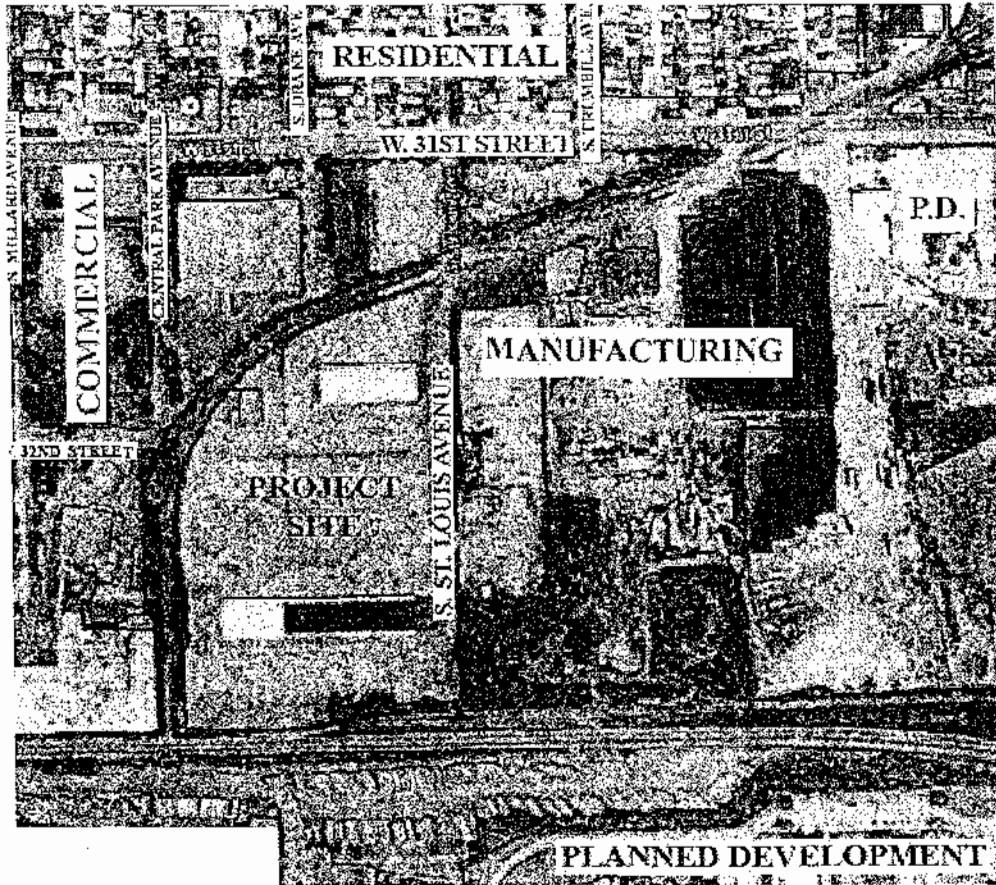 RESIDENTIAL
S. DRAKE AVE
S. TRUMBULL AVE
S. MILLARD AVENUE
CENTRAL PARK AVENUE
W. 31ST STREET
COMMERCIAL
P.D.
MANUFACTURING
32ND STREET
PROJECT
SITE
S. ST. LOUIS AVENUE
PLANNED DEVELOPMENT